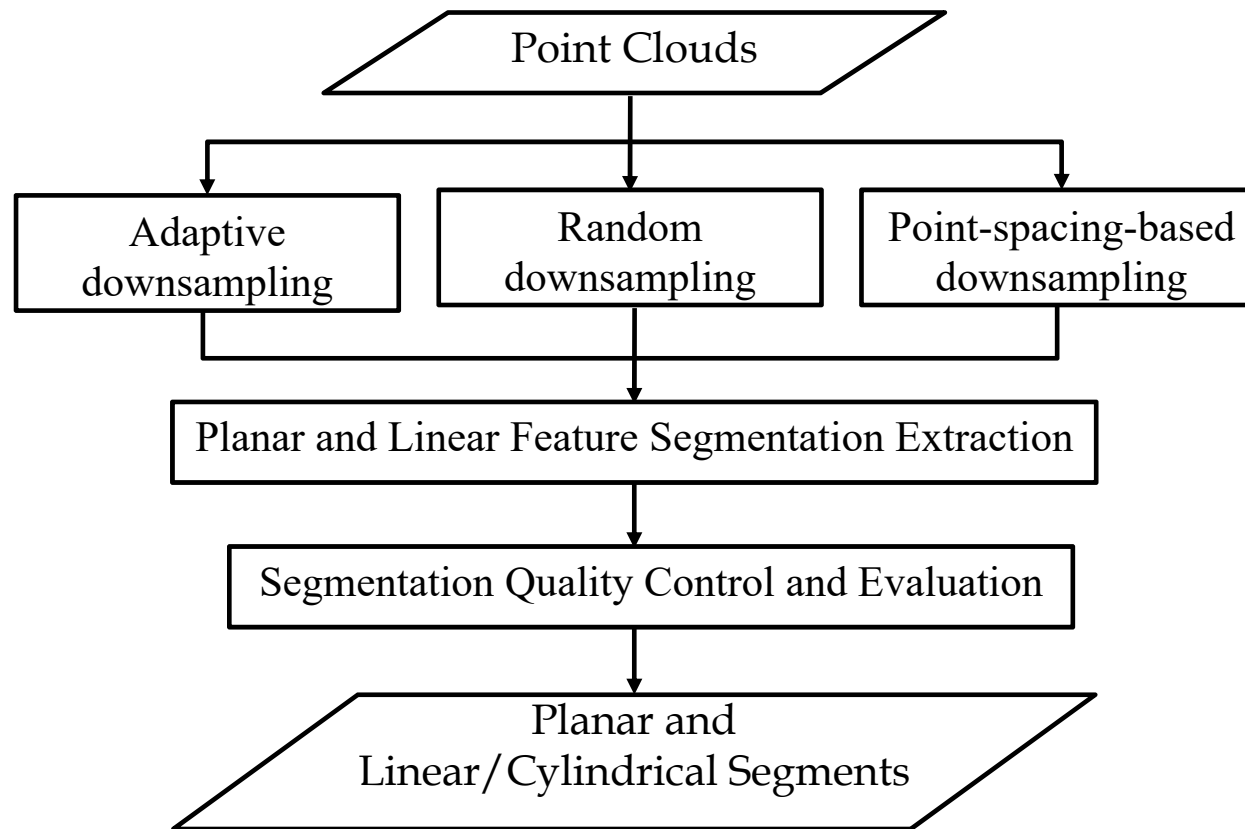 Point Clouds
Adaptive
downsampling
Random
downsampling
Point-spacing-based
downsampling
Planar and Linear Feature Segmentation Extraction
Segmentation Quality Control and Evaluation
Planar and
Linear/Cylindrical Segments